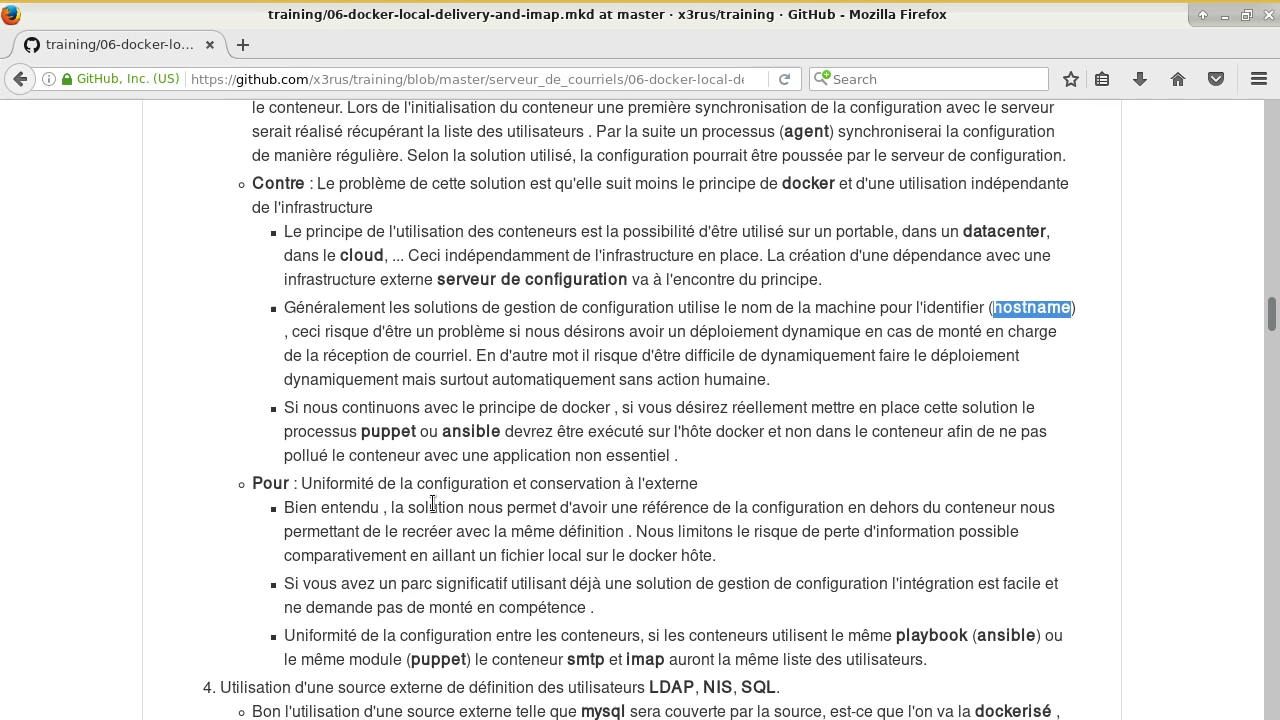 training/06-docker-local-delivery-and-imap.mkd at master · x3rus/training · GitHub - Mozilla Firefox
training/06-docker-lo...
GitHub, Inc. (US)
https://github.com/x3rus/training/blob/master/serveur_de_courriels/06-docker-local-de
Search
le conteneur. Lors de l'initialisation du conteneur une première synchronisation de la configuration avec le serveur
serait réalisé récupérant la liste des utilisateurs . Par la suite un processus (agent) synchroniserai la configuration
de manière régulière. Selon la solution utilisé, la configuration pourrait être poussée par le serveur de configuration.
Contre : Le problème de cette solution est qu'elle suit moins le principe de docker et d'une utilisation indépendante
de l'infrastructure
Le principe de l'utilisation des conteneurs est la possibilité d'être utilisé sur un portable, dans un datacenter,
dans le cloud, ... Ceci indépendamment de l'infrastructure en place. La création d'une dépendance avec une
infrastructure externe serveur de configuration va à l'encontre du principe.
Généralement les solutions de gestion de configuration utilise le nom de la machine pour l'identifier (hostname)
, ceci risque d'être un problème si nous désirons avoir un déploiement dynamique en cas de monté en charge
de la réception de courriel. En d'autre mot il risque d'être difficile de dynamiquement faire le déploiement
dynamiquement mais surtout automatiquement sans action humaine.
Si nous continuons avec le principe de docker , si vous désirez réellement mettre en place cette solution le
processus puppet ou ansible devrez être exécuté sur l'hôte docker et non dans le conteneur afin de ne pas
pollué le conteneur avec une application non essentiel .
Pour : Uniformité de la configuration et conservation à l'externe
Bien entendu , la solution nous permet d'avoir une référence de la configuration en dehors du conteneur nous
permettant de le recréer avec la même définition . Nous limitons le risque de perte d'information possible
comparativement en aillant un fichier local sur le docker hôte.
Si vous avez un parc significatif utilisant déjà une solution de gestion de configuration l'intégration est facile et
ne demande pas de monté en compétence .
Uniformité de la configuration entre les conteneurs, si les conteneurs utilisent le même playbook (ansible) ou
le même module (puppet) le conteneur smtp et imap auront la même liste des utilisateurs.
4. Utilisation d'une source externe de définition des utilisateurs LDAP, NIS, SQL.
Bon l'utilisation d'une source externe telle que mysql sera couverte par la source, est-ce que l'on va la dockerisé ,